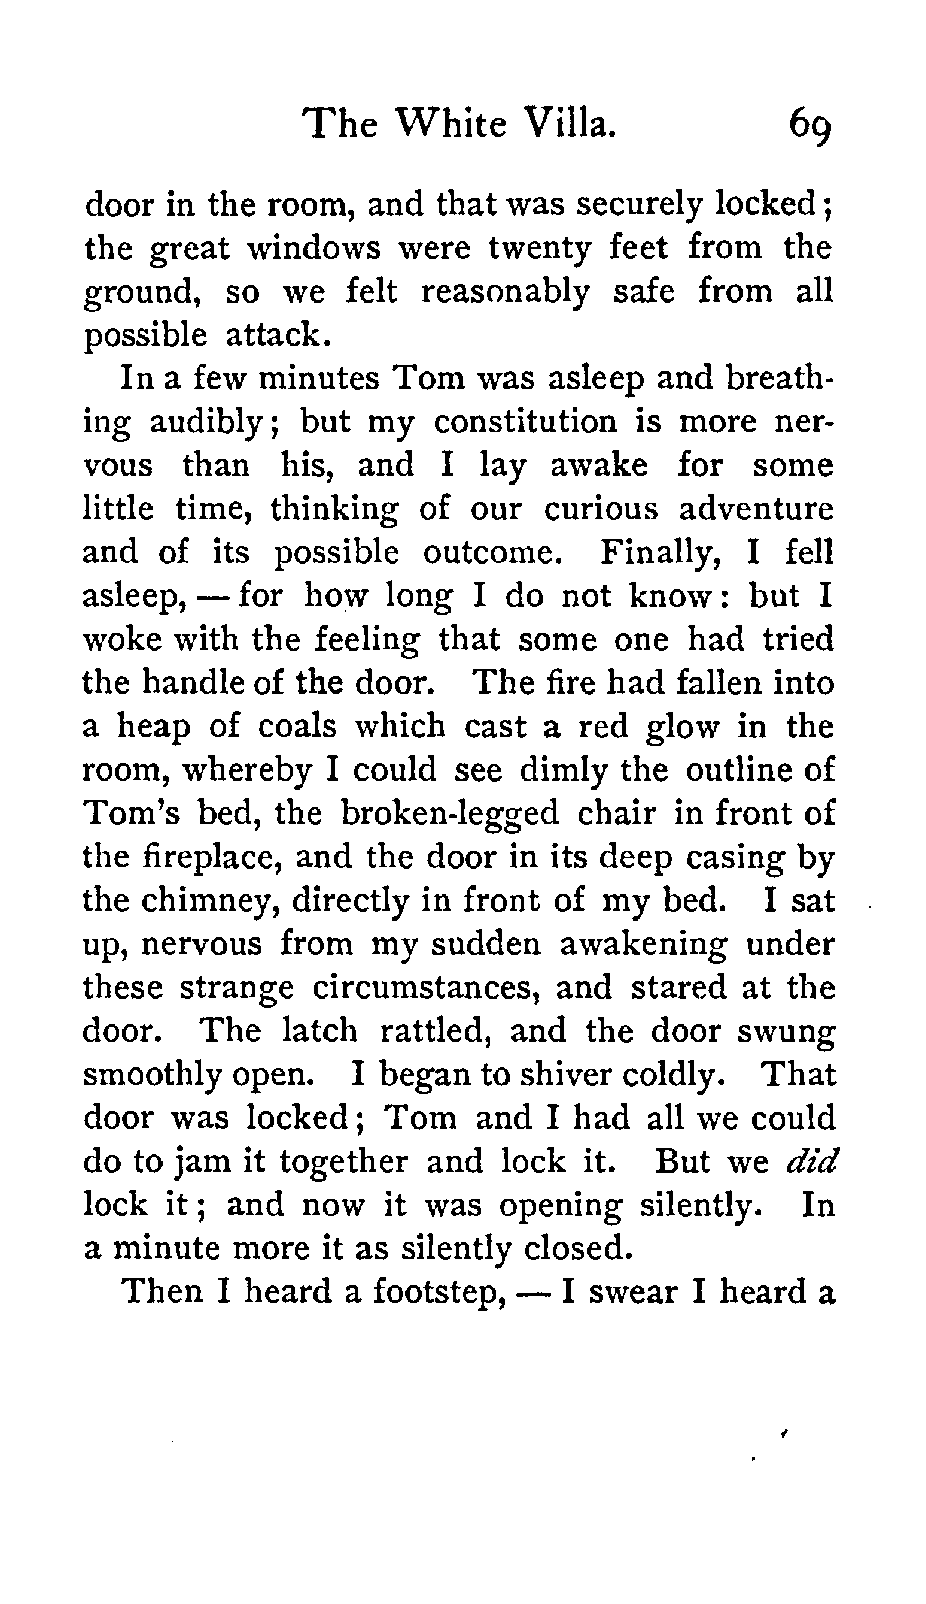 The White Villa. 69
door in the room, and that was securely locked;
the great windows were twenty feet from the
ground, so we felt reasonably safe from all
possible attack.
In a few minutes Tom was asleep and breath-
ing audibly; but my constitution is more ner-
vous than his, and I lay awake for some
little time, thinking of our curious adventure
and of its possible outcome. Finally, I fell
asleep, — for how long I do not know: but I
woke with the feeling that some one had tried
the handle of the door. The fire had fallen into
a heap of coals which cast a red glow in the
room, whereby I could see dimly the outline of
Tom's bed, the broken-legged chair in front of
the fireplace, and the door in its deep casing by
the chimney, directly in front of my bed. I sat
up, nervous from my sudden awakening under
these strange circumstances, and stared at the
door. The latch rattled, and the door swung
smoothly open. I began to shiver coldly. That
door was locked; Tom and I had all we could
do to jam it together and lock it. But we did
lock it; and now it was opening silently. In
a minute more it as silently closed.
Then I heard a footstep, — I swear I heard a